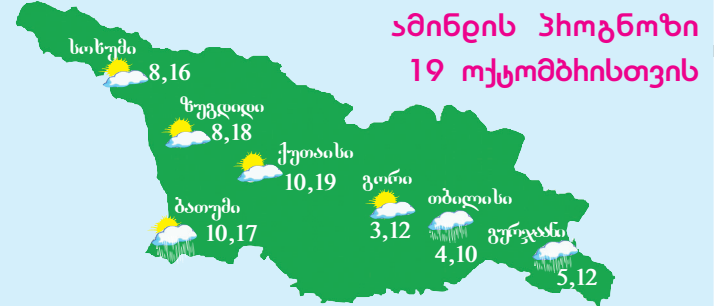 ამინდის პროგნოზი
19 ოქტომბრისთვის
სოხუმი
8,16
ზუგდიდი
8,18
ქუთაისი
10,19
გორი
3,12
თბილისი
4,10
ბათუმი
10,17
გურჯაანი
5,12